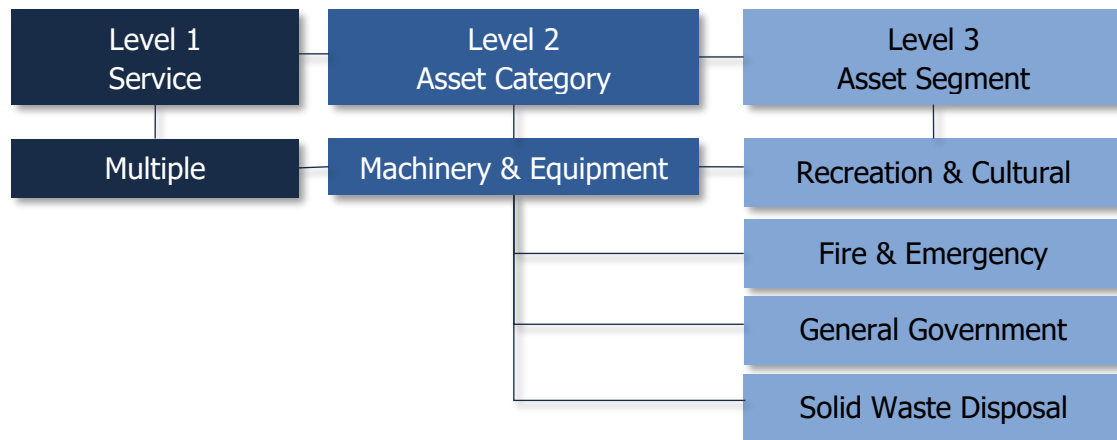 Level 1
Service
Level 2
Asset Category
Level 3
Asset Segment
Multiple
Machinery & Equipment
Recreation & Cultural
Fire & Emergency
General Government
Solid Waste Disposal